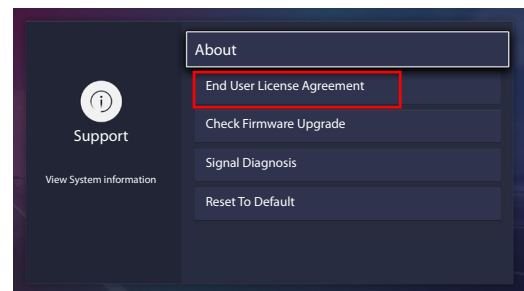 Support
View System information
About
End User License Agreement
Check Firmware Upgrade
Signal Diagnosis
Reset To Default